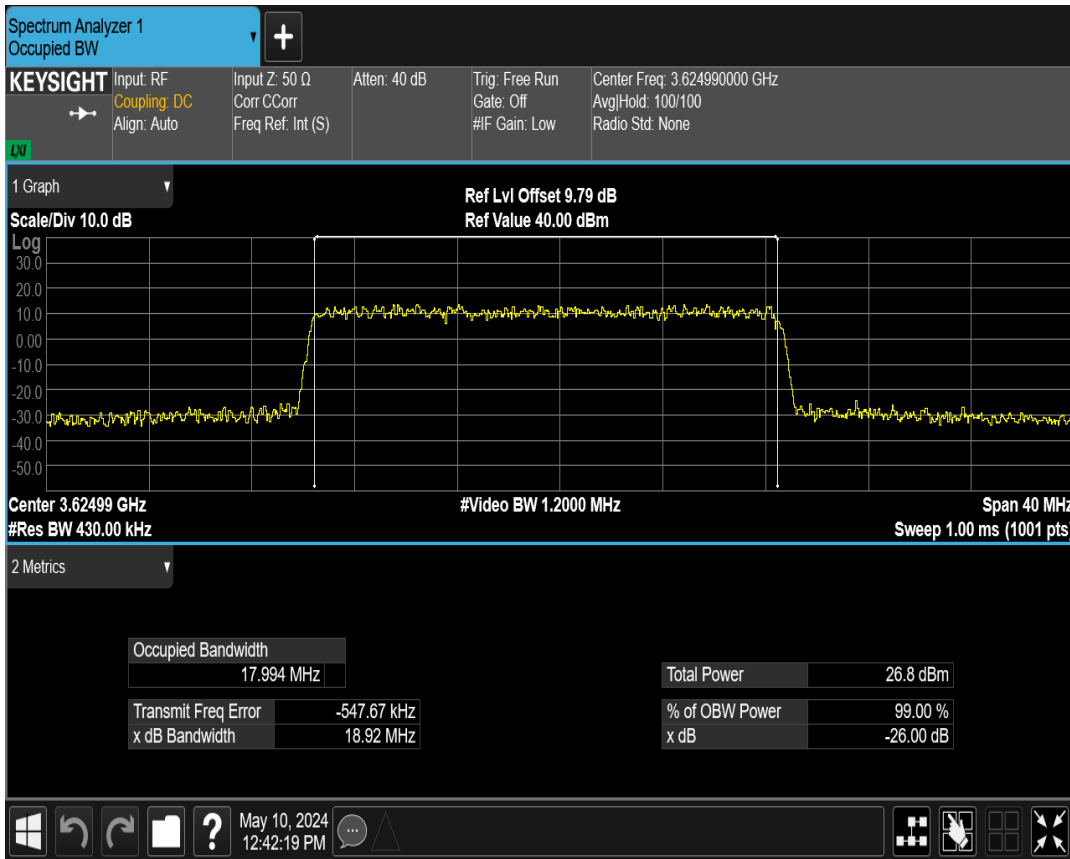 Spectrum Analyzer 1
Occupied BW
+
KEYSIGHT
LXI
Input: RF
Coupling: DC
Align: Auto
Input Z: 50 Ω
Corr CCorr
Freq Ref: Int (S)
Atten: 40 dB
Trig: Free Run
Gate: Off
#IF Gain: Low
Center Freq: 3.624990000 GHz
Avg|Hold: 100/100
Radio Std: None
1 Graph
Scale/Div 10.0 dB
Ref Lvl Offset 9.79 dB
Ref Value 40.00 dBm
Log
30.0
20.0
10.0
0.00
-10.0
-20.0
-30.0
-40.0
-50.0
Center 3.62499 GHz
#Video BW 1.2000 MHz
Span 40 MHz
#Res BW 430.00 kHz
Sweep 1.00 ms (1001 pts)
2 Metrics
Occupied Bandwidth
17.994 MHz
Total Power 26.8 dBm
Transmit Freq Error -547.67 kHz
% of OBW Power 99.00 %
x dB Bandwidth 18.92 MHz
x dB -26.00 dB
?
May 10, 2024
12:42:19 PM